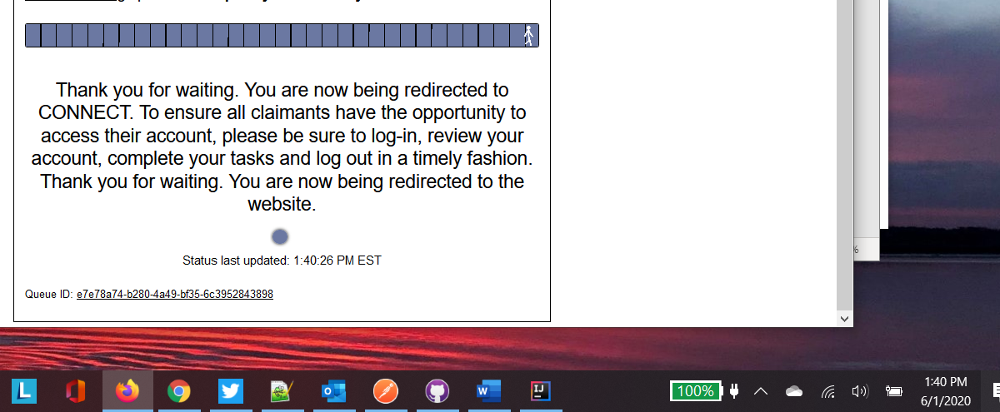 Thank you for waiting. You are now being redirected to
CONNECT. To ensure all claimants have the opportunity to
access their account, please be sure to log-in, review your
account, complete your tasks and log out in a timely fashion.
Thank you for waiting. You are now being redirected to the
website.
Status last updated: 1:40:26 PM EST
Queue ID: e7e78a74-b280-4a49-bf35-6c3952843898
%
L
o
W
IJ
100%
1:40 PM
6/1/2020